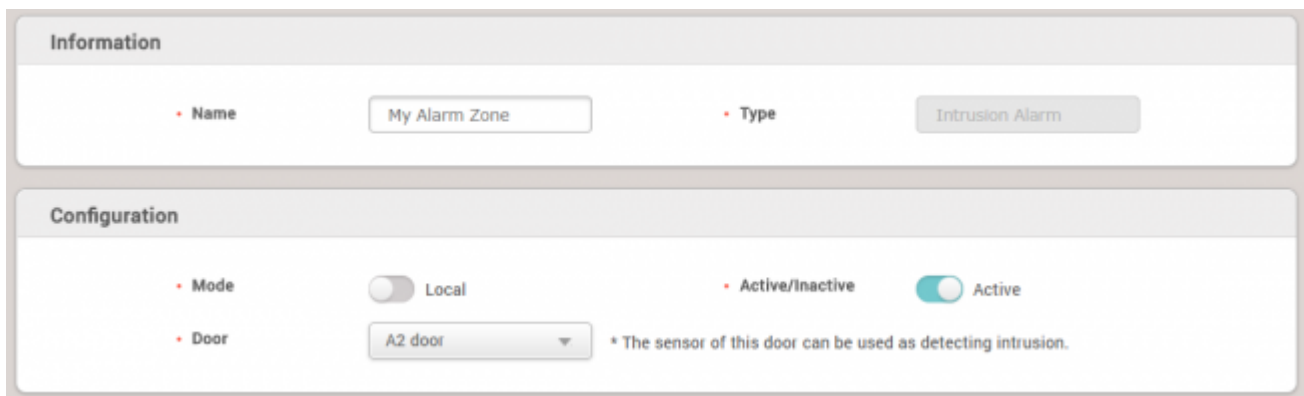 Information
• Name My Alarm Zone • Type Intrusion Alarm
Configuration
• Mode Local • Active/Inactive Active
• Door A2 door * The sensor of this door can be used as detecting intrusion.